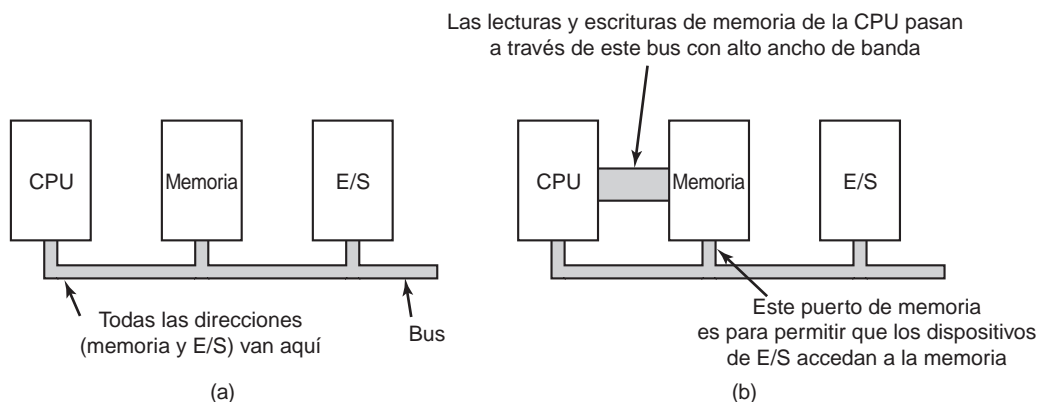 Las lecturas y escrituras de memoria de la CPU pasan
a través de este bus con alto ancho de banda
CPU
Memoria
E/S
CPU
Memoria
E/S
Todas las direcciones
(memoria y E/S) van aquí
Bus
Este puerto de memoria
es para permitir que los dispositivos
de E/S accedan a la memoria
(a)
(b)